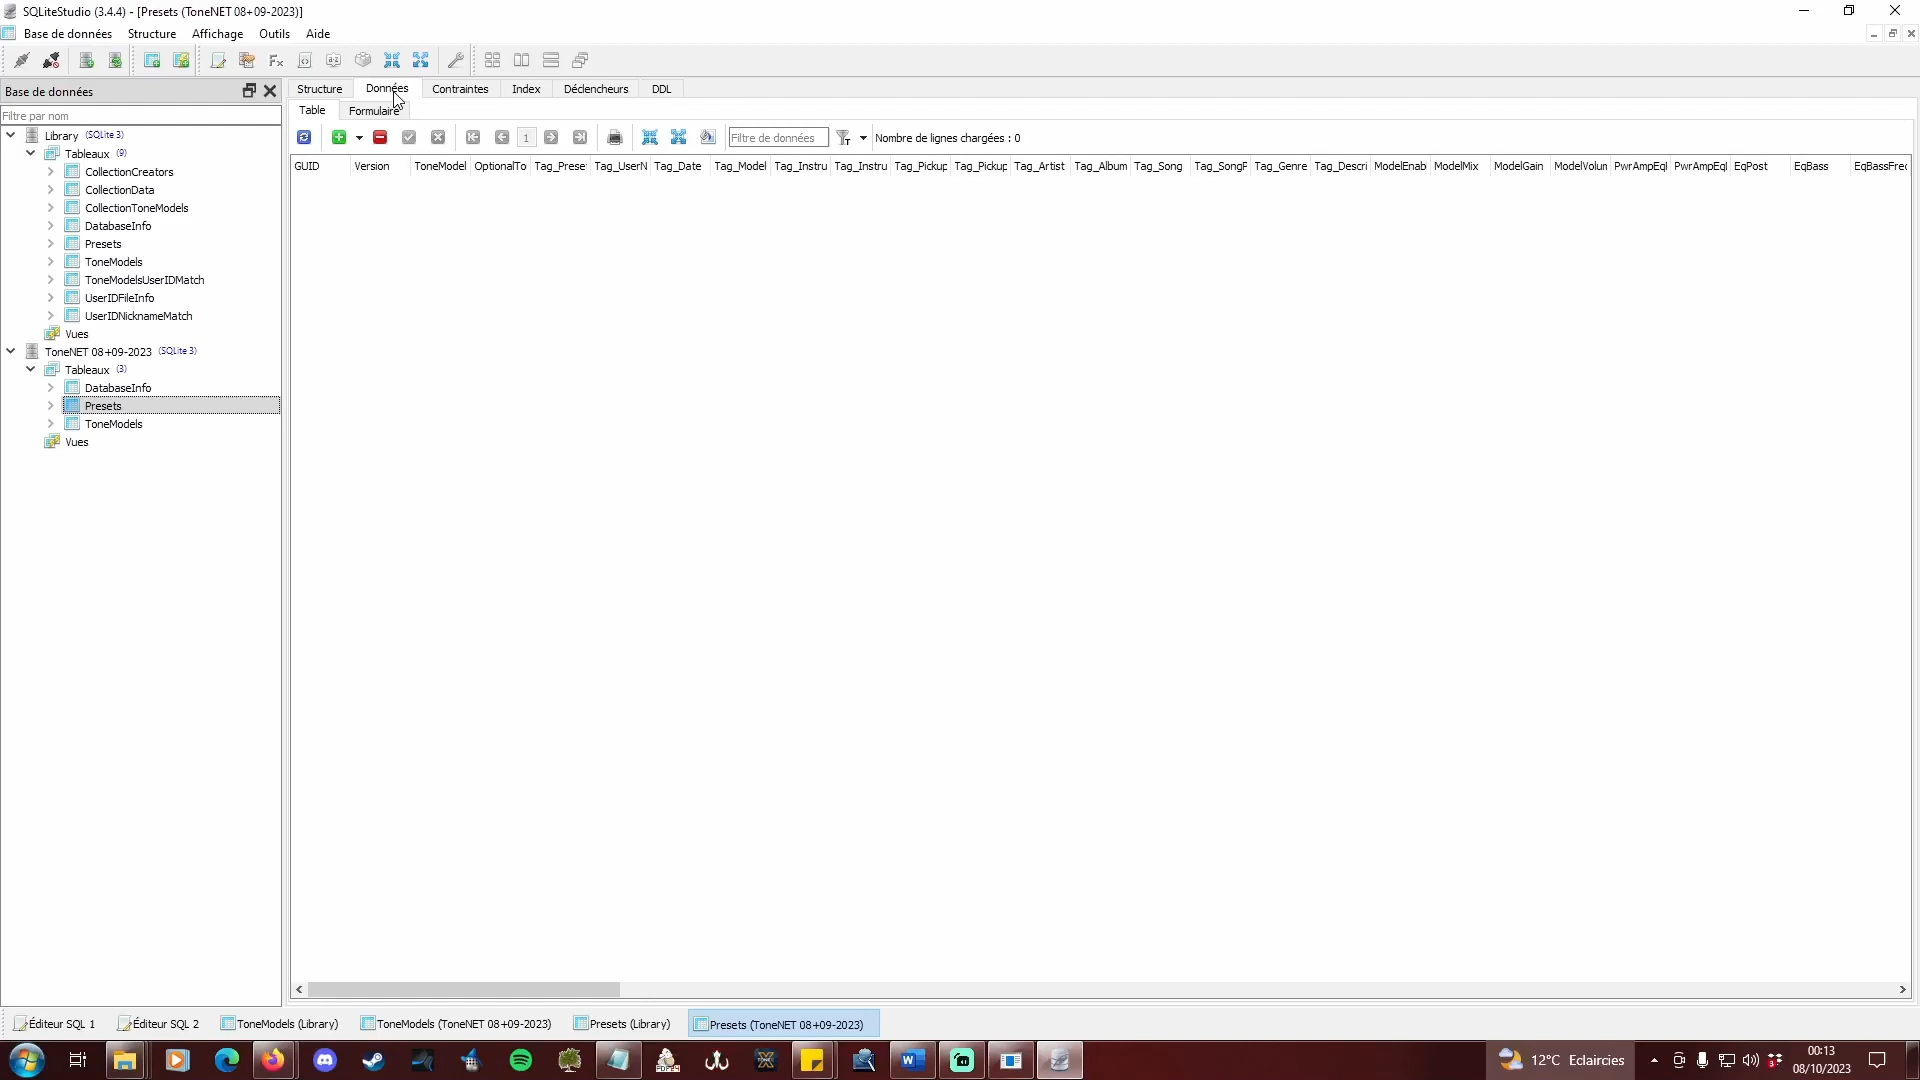 SQLiteStudio (3.4.4) - [Presets (ToneNET 08+09-2023)]
Base de données Structure Affichage Outils Aide
Base de données
Filtre par nom
Library (SQLite 3)
Tableaux (9)
CollectionCreators
CollectionData
CollectionToneModels
DatabaseInfo
Presets
ToneModels
ToneModelsUserIDMatch
UserIDFileInfo
UserIDNicknameMatch
Vues
ToneNET 08+09-2023 (SQLite 3)
Tableaux (3)
DatabaseInfo
Presets
ToneModels
Vues
Structure Données Contraintes Index Déclencheurs DDL
Table Formulaire
1 Filtre de données Nombre de lignes chargées : 0
GUID Version ToneModel OptionalTo Tag_Prese Tag_UserN Tag_Date Tag_Model Tag_Instru Tag_Instru Tag_Pickup Tag_Pickup Tag_Artist Tag_Album Tag_Song Tag_SongF Tag_Genre Tag_Descri ModelEnab ModelMix ModelGain ModelVolun PwrAmpEql PwrAmpEql EqPost EqBass EqBassFrec
Éditeur SQL 1 Éditeur SQL 2 ToneModels (Library) ToneModels (ToneNET 08+09-2023) Presets (Library) Presets (ToneNET 08+09-2023)
12°C Eclaircies
00:13
08/10/2023